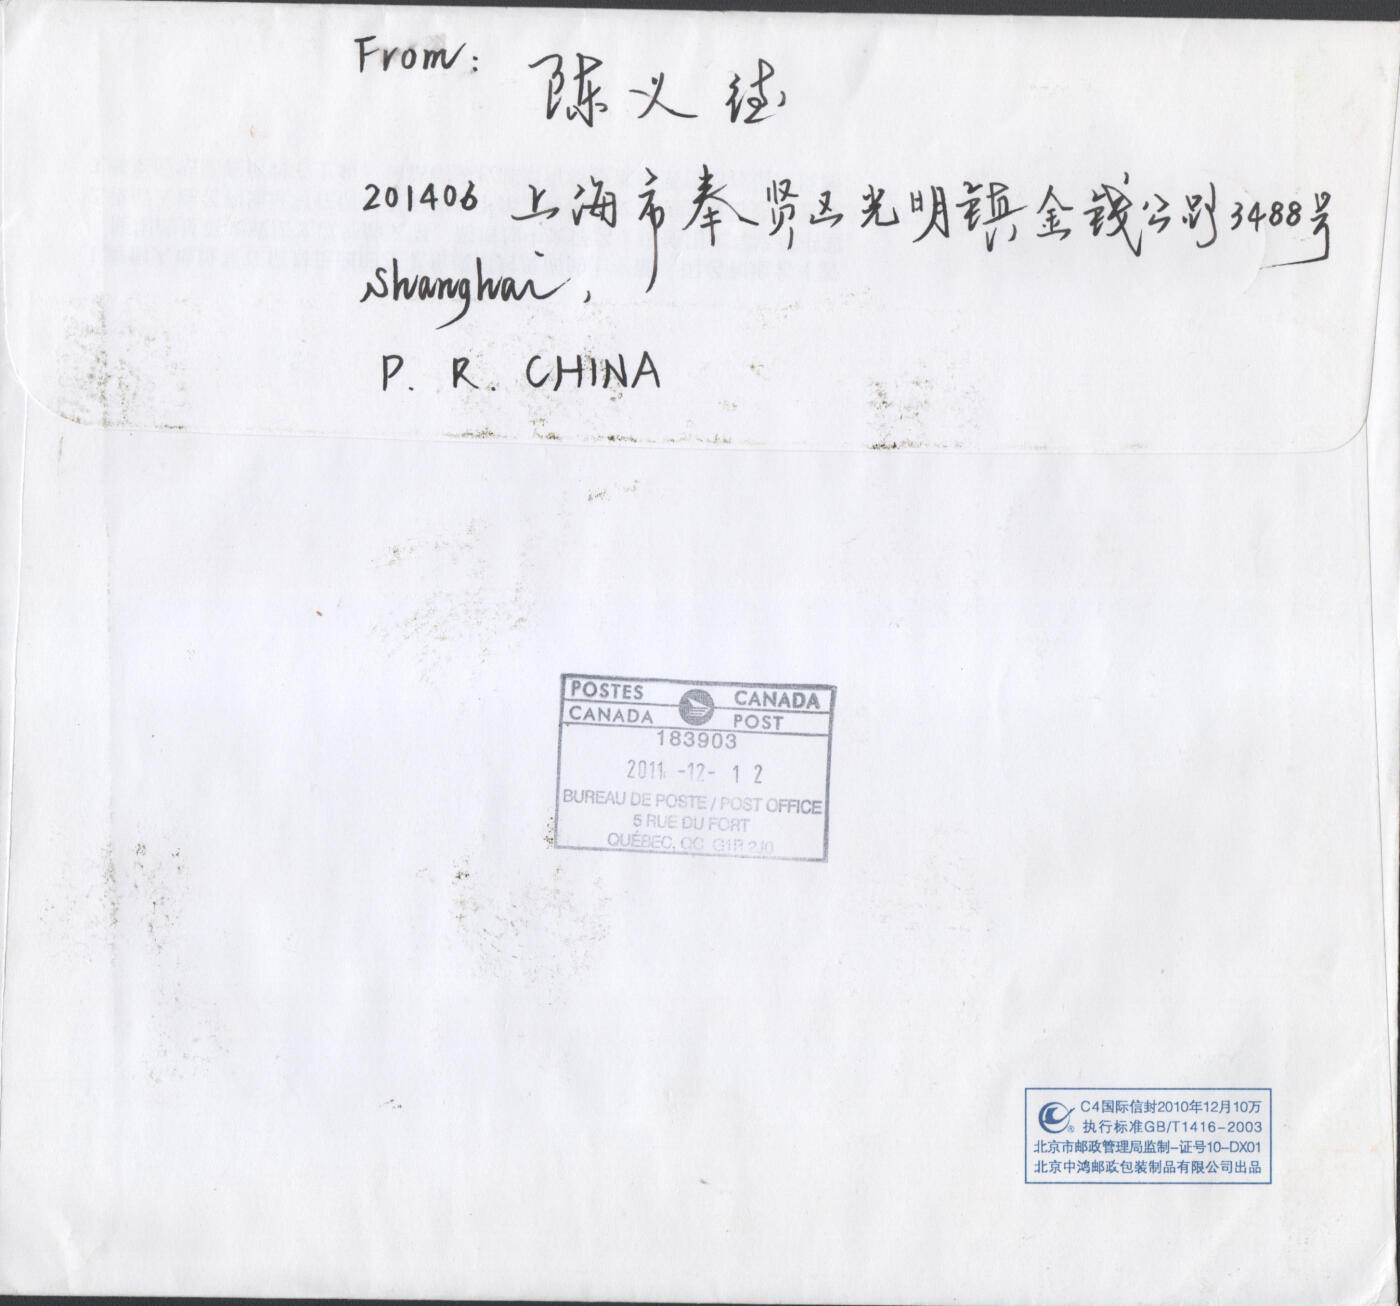 From: 陈义德
201406 上海市奉贤区光明镇金钱公路3488号
Shanghai,
P. R. CHINA
POSTES CANADA
CANADA POST
183903
2011 -12- 1 2
BUREAU DE POSTE / POST OFFICE
5 RUE DU FORT
QUÉBEC, QC G1R 2J0
C4国际信封2010年12月10万
执行标准GB/T1416-2003
北京市邮政管理局监制-证号10-DX01
北京中鸿邮政包装制品有限公司出品